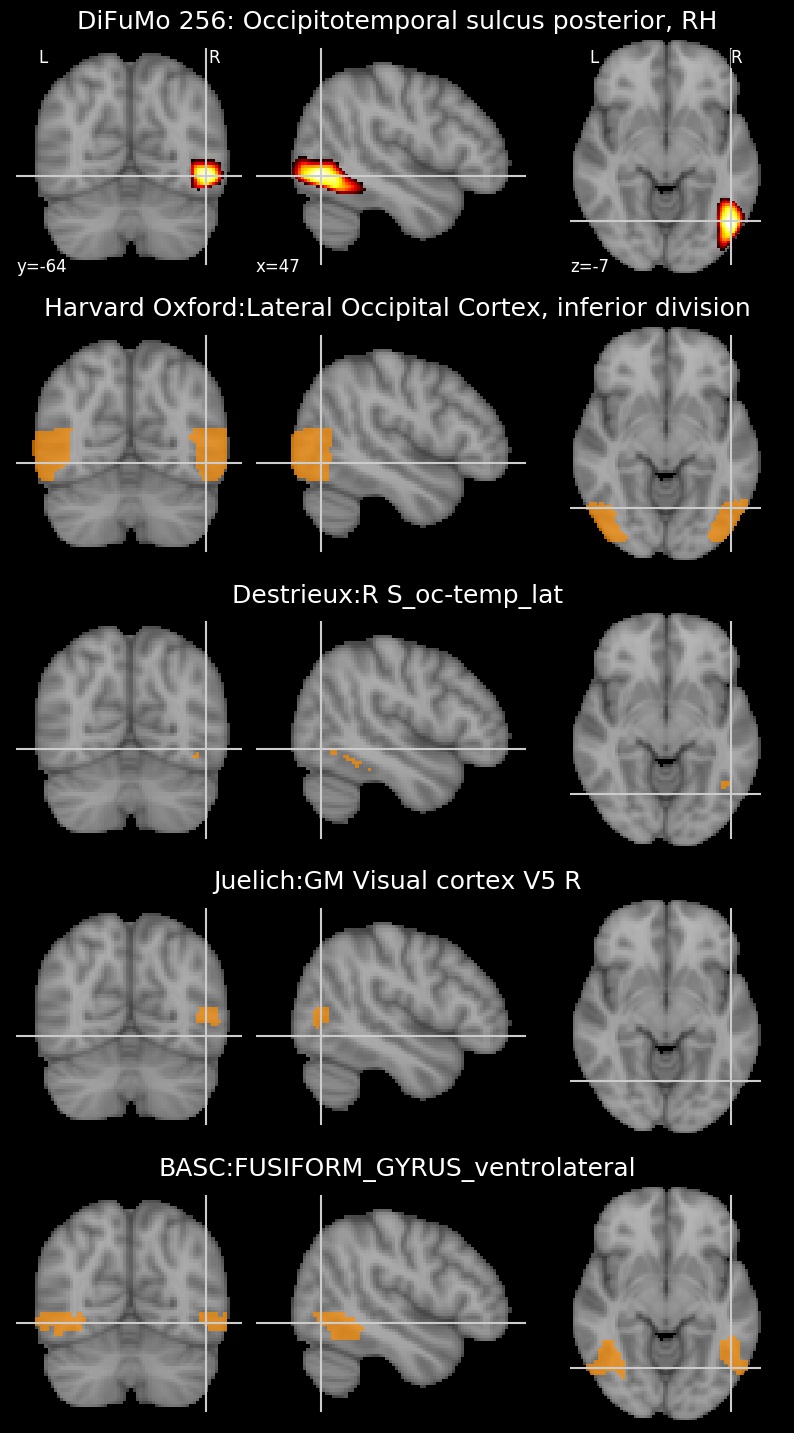 DiFuMo 256: Occipitotemporal sulcus posterior, RH
L R L R
y=-64 x=47 z=-7
Harvard Oxford:Lateral Occipital Cortex, inferior division
Destrieux:R S_oc-temp_lat
Juelich:GM Visual cortex V5 R
BASC:FUSIFORM_GYRUS_ventrolateral